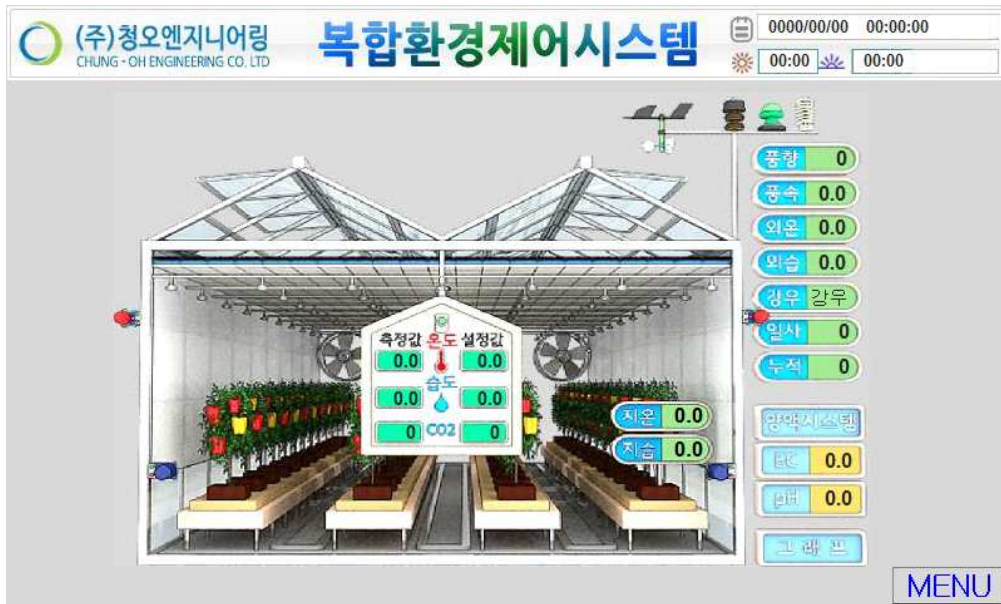 (주)청오엔지니어링
CHUNG - OH ENGINEERING CO. LTD
복합환경제어시스템
0000/00/00 00:00:00
00:00 00:00
풍향 0
풍속 0.0
외온 0.0
외습 0.0
강우 강우
일사 0
누적 0
측정값 온도 설정값
0.0 0.0
습도
0.0 0.0
0 CO2 0
지온 0.0
지습 0.0
양액시스템
EC 0.0
pH 0.0
그래프
MENU